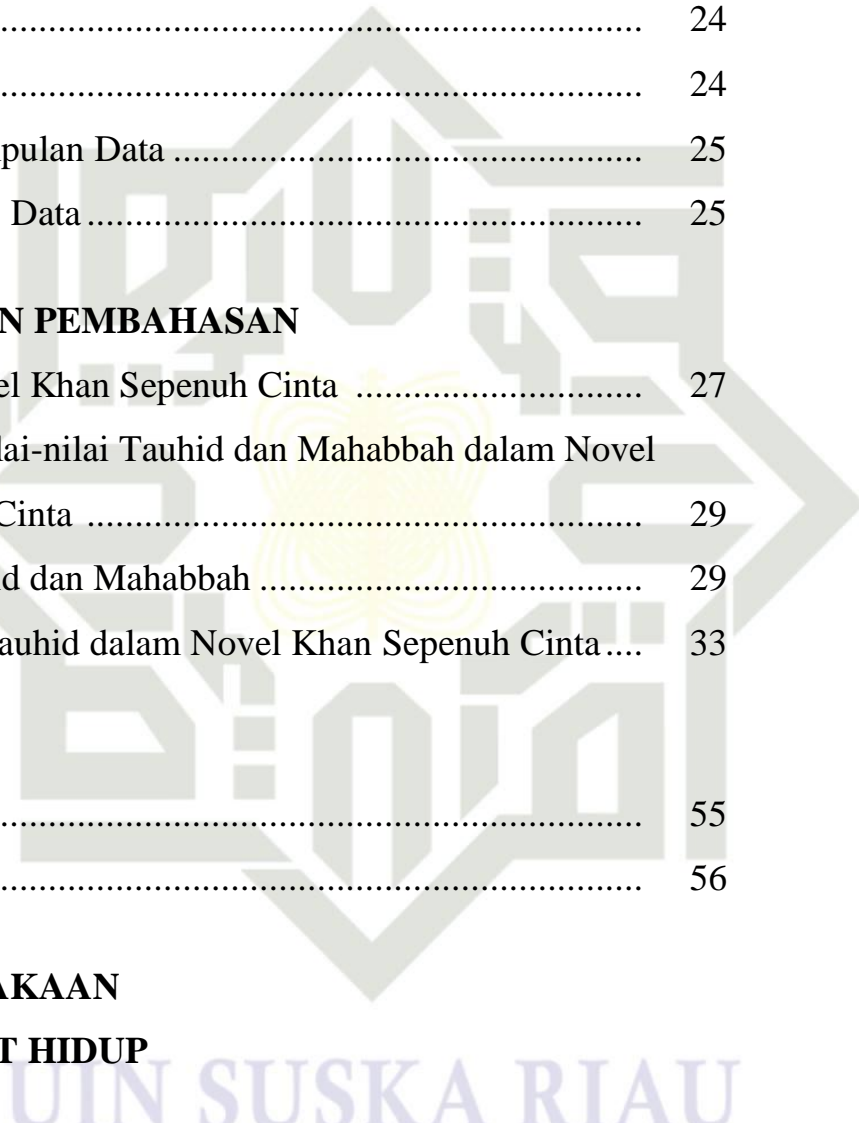 ........................................................................ 24
........................................................................ 24
pulan Data .................................................... 25
Data ............................................................. 25
N PEMBAHASAN
el Khan Sepenuh Cinta ............................... 27
lai-nilai Tauhid dan Mahabbah dalam Novel
Cinta ............................................................. 29
id dan Mahabbah .......................................... 29
auhid dalam Novel Khan Sepenuh Cinta .... 33
........................................................................ 55
........................................................................ 56
AKAAN
T HIDUP
UIN SUSKA RIAU